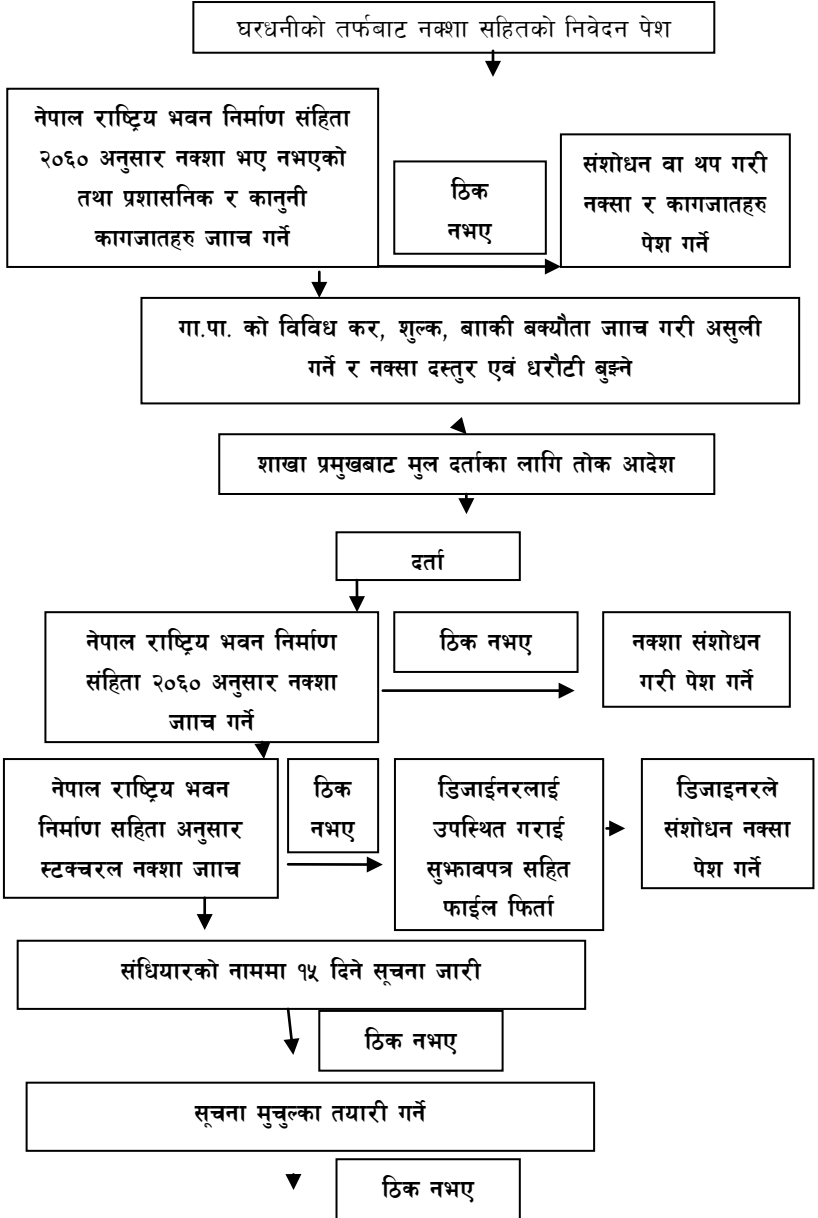 घरधनीको तर्फबाट नक्शा सहितको निवेदन पेश
नेपाल राष्ट्रिय भवन निर्माण संहिता
२०६० अनुसार नक्शा भए नभएको
तथा प्रशासनिक र कानुनी
कागजातहरु जााच गर्ने
ठिक
नभए
संशोधन वा थप गरी
नक्सा र कागजातहरु
पेश गर्ने
गा.पा. को विविध कर, शुल्क, बााकी बक्यौता जााच गरी असुली
गर्ने र नक्सा दस्तुर एवं धरौटी बुझ्ने
शाखा प्रमुखबाट मुल दर्ताका लागि तोक आदेश
दर्ता
नेपाल राष्ट्रिय भवन निर्माण
संहिता २०६० अनुसार नक्शा
जााच गर्ने
ठिक नभए
नक्शा संशोधन
गरी पेश गर्ने
नेपाल राष्ट्रिय भवन
निर्माण सहिता अनुसार
स्टक्चरल नक्शा जााच
ठिक
नभए
डिजाईनरलाई
उपस्थित गराई
सुझावपत्र सहित
फाईल फिर्ता
डिजाइनरले
संशोधन नक्सा
पेश गर्ने
संधियारको नाममा १५ दिने सूचना जारी
ठिक नभए
सूचना मुचुल्का तयारी गर्ने
ठिक नभए